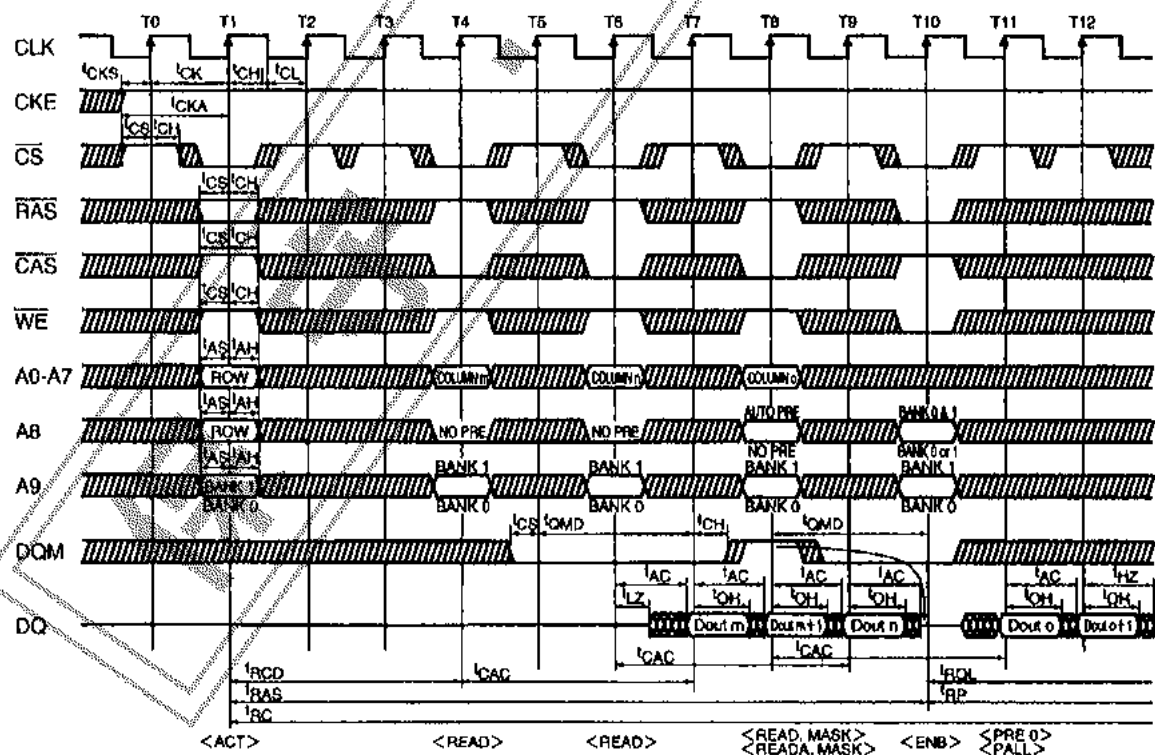 T0 T1 T2 T3 T4 T5 T6 T7 T8 T9 T10 T11 T12
CLK
tCKS tCK tCHI tCL
CKE
tCKA
tCS tCH
CS
tCS tCH
RAS
tCS tCH
CAS
tCS tCH
WE
tAS tAH
A0-A7 ROW COLUMN m COLUMN n COLUMN o
tAS tAH
AUTO PRE BANK 0 & 1
A8 ROW NO PRE NO PRE
NO PRE BANK 0 or 1
tAS tAH
BANK 1 BANK 1 BANK 1 BANK 1
A9 BANK 1
BANK 0 BANK 0 BANK 0 BANK 0 BANK 0
tCS tQMD tCH tQMD
DQM
tAC tAC tAC tAC tAC tHZ
tLZ tOH tOH tOH tOH tOH
DQ Dout m Dout m+1 Dout n Dout o Dout o+1
tCAC tCAC
tRCD tCAC tRQL
tRAS tRP
tRC
<ACT> <READ> <READ> <READ, MASK> <ENB> <PRE 0>
<READA, MASK> <PALL>